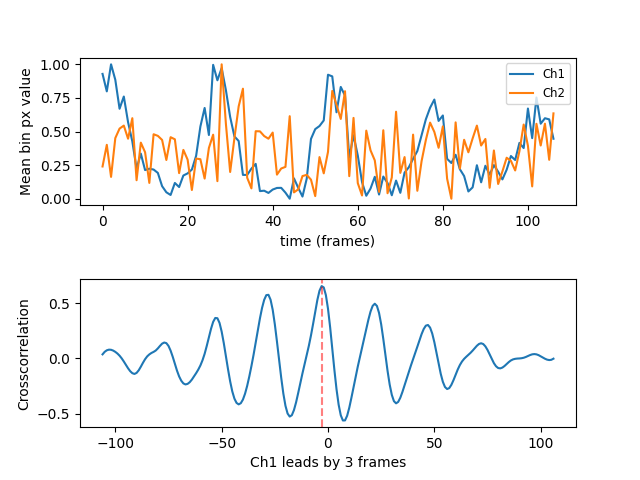 1.00
0.75
0.50
0.25
0.00
Mean bin px value
Ch1
Ch2
0 20 40 60 80 100
time (frames)
0.5
0.0
−0.5
Crosscorrelation
−100 −50 0 50 100
Ch1 leads by 3 frames